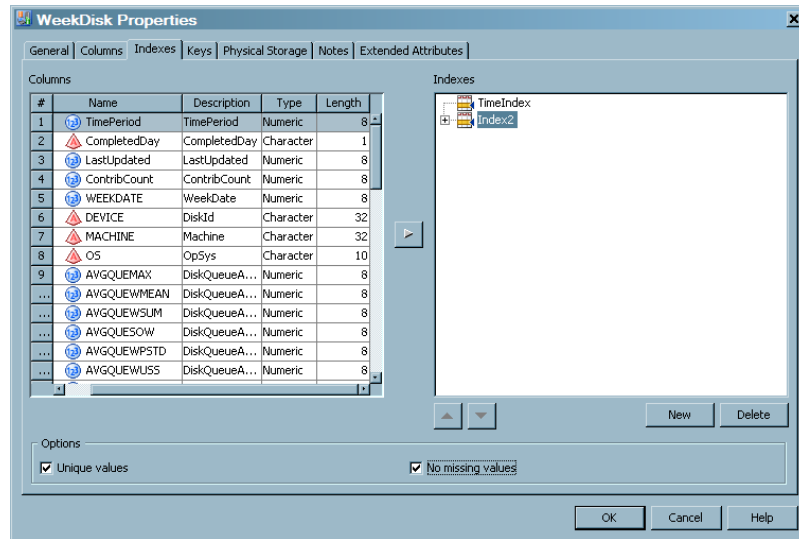 WeekDisk Properties
General Columns Indexes Keys Physical Storage Notes Extended Attributes
Columns
# Name Description Type Length
1 TimePeriod TimePeriod Numeric 8
2 CompletedDay CompletedDay Character 1
3 LastUpdated LastUpdated Numeric 8
4 ContribCount ContribCount Numeric 8
5 WEEKDATE WeekDate Numeric 8
6 DEVICE DiskId Character 32
7 MACHINE Machine Character 32
8 OS OpSys Character 10
9 AVGQUEMAX DiskQueueA... Numeric 8
... AVGQUEWMEAN DiskQueueA... Numeric 8
... AVGQUEWSUM DiskQueueA... Numeric 8
... AVGQUESOW DiskQueueA... Numeric 8
... AVGQUEWPSTD DiskQueueA... Numeric 8
... AVGQUEWUSS DiskQueueA... Numeric 8
Indexes
TimeIndex
Index2
New Delete
Options
Unique values No missing values
OK Cancel Help